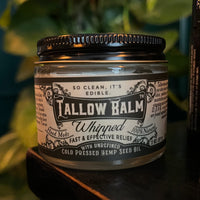 SO CLEAN, IT'S
EDIBLE.
TALLOW BALM
Whipped
FAST & EFFECTIVE RELIEF
WITH UNREFINED
COLD PRESSED HEMP SEED OIL